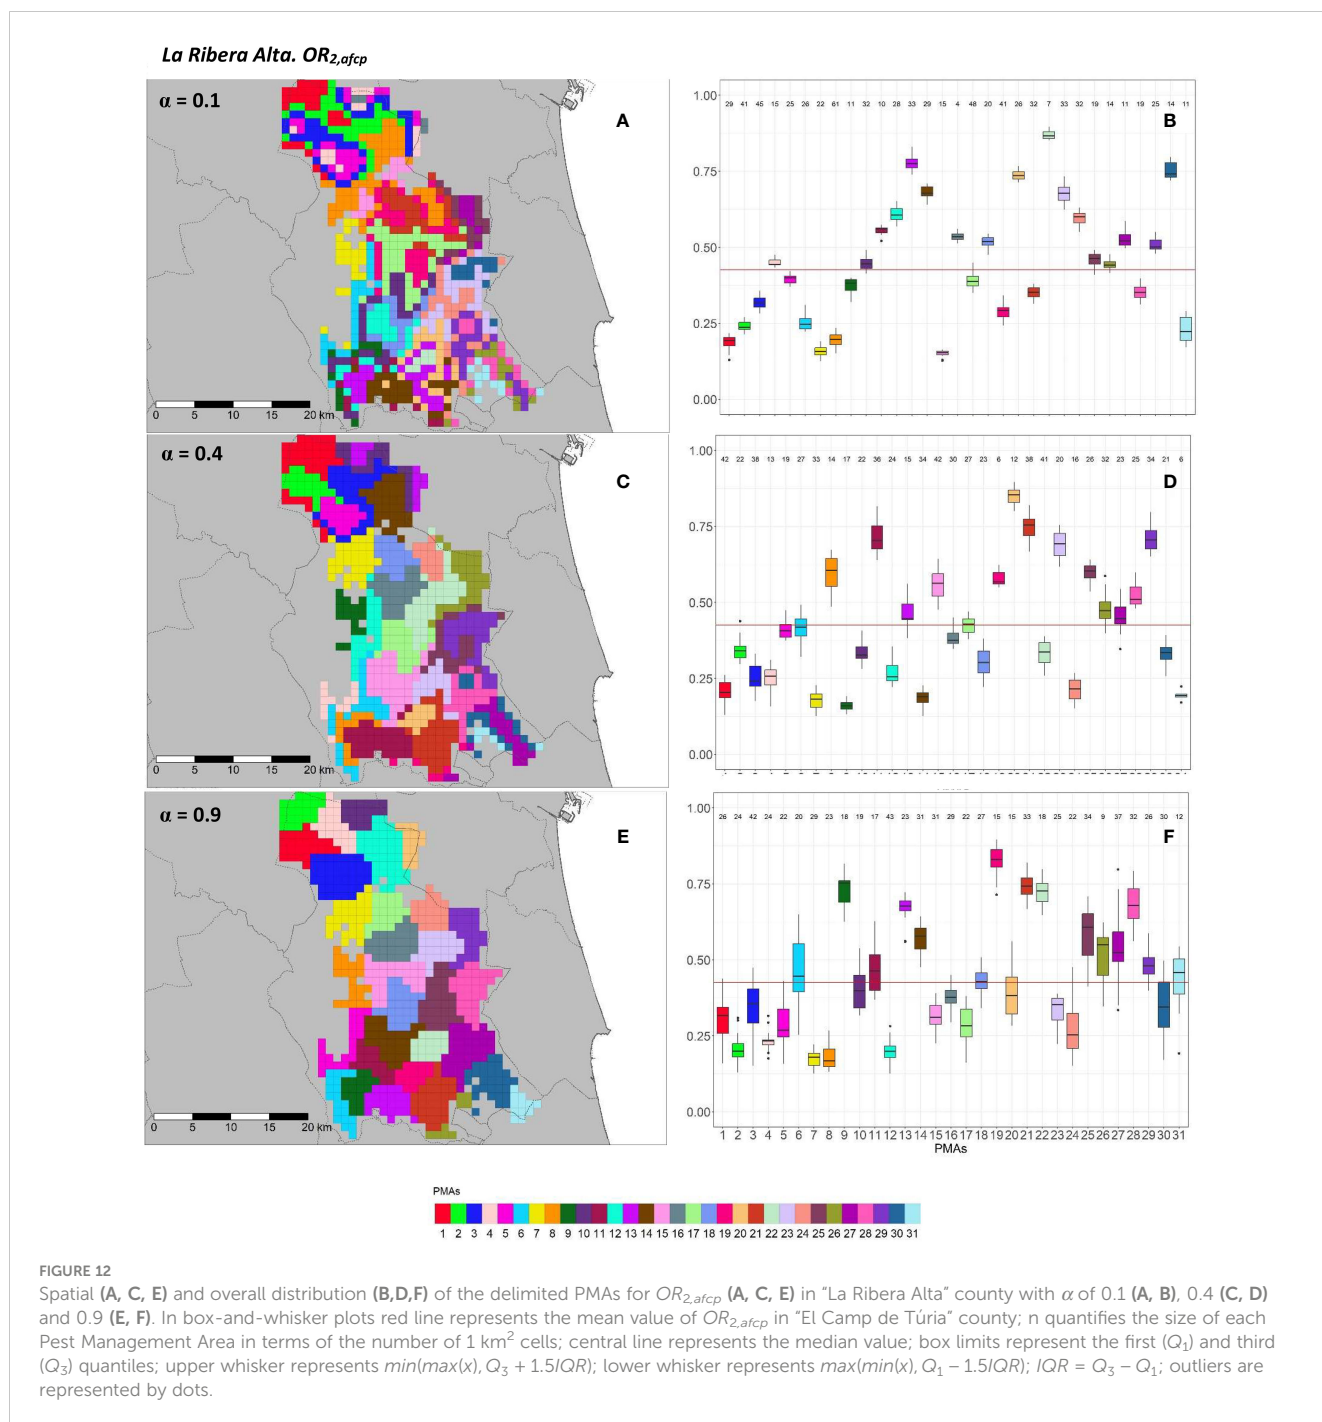 La Ribera Alta. OR2,afcp
α = 0.1
A
0 5 10 15 20 km
B
1.00
29 41 45 15 25 26 22 61 11 32 10 28 33 29 15 4 48 20 41 26 32 7 33 32 19 14 11 19 25 14 11
0.75
0.50
0.25
0.00
α = 0.4
C
0 5 10 15 20 km
D
1.00
42 22 38 13 19 27 33 14 17 22 36 24 15 34 42 30 17 23 6 12 38 41 20 16 26 32 23 25 34 21 6
0.75
0.50
0.25
0.00
α = 0.9
E
0 5 10 15 20 km
F
1.00
26 24 42 24 22 20 29 23 18 19 17 43 23 31 31 29 22 18 15 15 33 18 25 22 34 9 37 32 26 30 12
0.75
0.50
0.25
0.00
1 2 3 4 5 6 7 8 9 10 11 12 13 14 15 16 17 18 19 20 21 22 23 24 25 26 27 28 29 30 31
PMAs
PMAs
1 2 3 4 5 6 7 8 9 10 11 12 13 14 15 16 17 18 19 20 21 22 23 24 25 26 27 28 29 30 31
FIGURE 12
Spatial (A, C, E) and overall distribution (B,D,F) of the delimited PMAs for OR2,afcp (A, C, E) in “La Ribera Alta” county with α of 0.1 (A, B), 0.4 (C, D)
and 0.9 (E, F). In box-and-whisker plots red line represents the mean value of OR2,afcp in “El Camp de Túria” county; n quantifies the size of each
Pest Management Area in terms of the number of 1 km2 cells; central line represents the median value; box limits represent the first (Q1) and third
(Q3) quantiles; upper whisker represents min(max(x), Q3 + 1.5IQR); lower whisker represents max(min(x), Q1 − 1.5IQR); IQR = Q3 − Q1; outliers are
represented by dots.